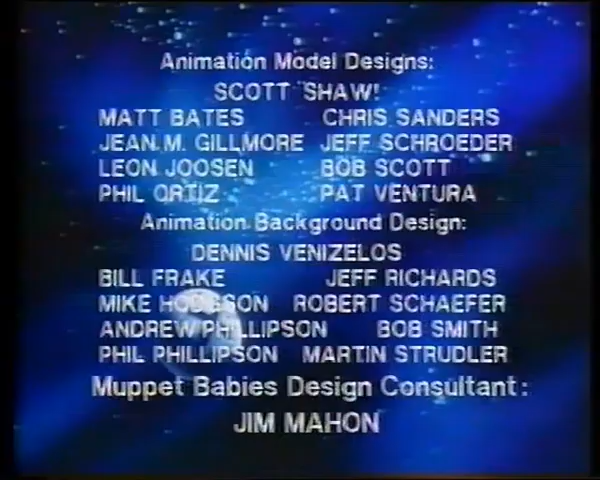 Animation Model Designs:
SCOTT SHAW!
MATT BATES CHRIS SANDERS
JEAN M. GILLMORE JEFF SCHROEDER
LEON JOOSEN BOB SCOTT
PHIL ORTIZ PAT VENTURA
Animation Background Design:
DENNIS VENIZELOS
BILL FRAKE JEFF RICHARDS
MIKE HODGSON ROBERT SCHAEFER
ANDREW PHILLIPSON BOB SMITH
PHIL PHILLIPSON MARTIN STRUDLER
Muppet Babies Design Consultant:
JIM MAHON